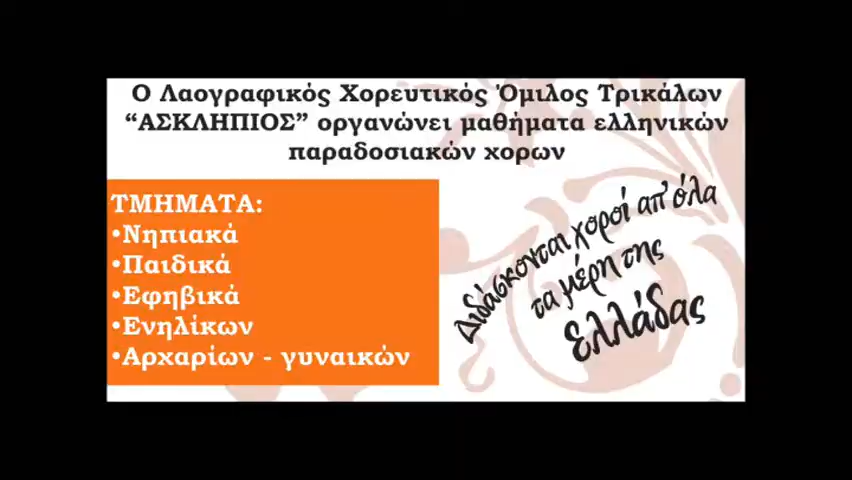 Ο Λαογραφικός Χορευτικός Όμιλος Τρικάλων
“ΑΣΚΛΗΠΙΟΣ” οργανώνει μαθήματα ελληνικών
παραδοσιακών χορων
ΤΜΗΜΑΤΑ:
•Νηπιακά
•Παιδικά
•Εφηβικά
•Ενηλίκων
•Αρχαρίων - γυναικών
Διδάσκονται χοροί απ’ όλα
τα μέρη της
Ελλάδας